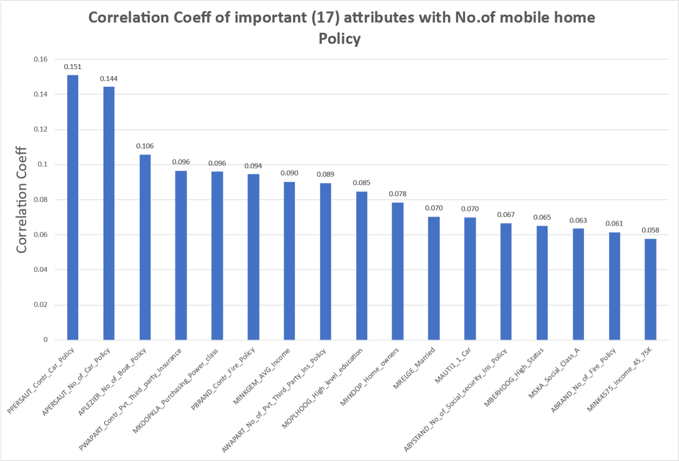 Correlation Coeff of important (17) attributes with No.of mobile home
Policy
Correlation Coeff
0.16
0.14
0.12
0.1
0.08
0.06
0.04
0.02
0
0.151
0.144
0.106
0.096
0.096
0.094
0.090
0.089
0.085
0.078
0.070
0.070
0.067
0.065
0.063
0.061
0.058
PPERSAUT_Contr_Car_Policy
APERSAUT_No_of_Car_Policy
APLEZIER_No_of_Boat_Policy
PWAPART_Contr_Pvt_Third_party_Insurance
MKOOPKLA_Purchasing_Power_class
PBRAND_Contr_Fire_Policy
MINKGEM_AVG_Income
AWAPART_No_of_Pvt_Third_Party_Ins_Policy
MOPLHOOG_High_level_education
MHKOOP_Home_owners
MRELGE_Married
MAUT1_1_Car
ABYSTAND_No_of_Social_security_Ins_Policy
MBERHOOG_High_Status
MSKA_Social_Class_A
ABRAND_No_of_Fire_Policy
MINK4575_Income_45_75K